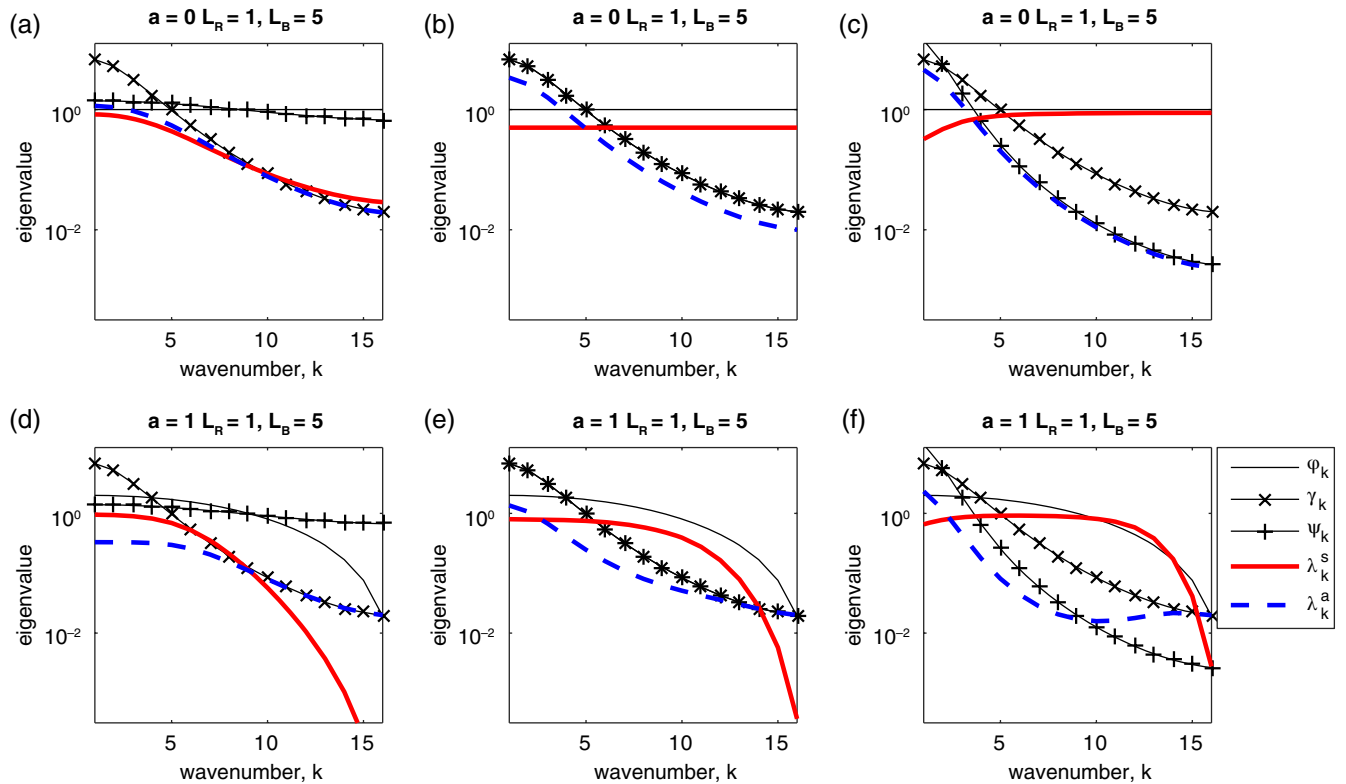 (a) a = 0 L_R = 1, L_B = 5
eigenvalue
10^0
10^−2
5 10 15
wavenumber, k
(b) a = 0 L_R = 1, L_B = 5
eigenvalue
10^0
10^−2
5 10 15
wavenumber, k
(c) a = 0 L_R = 1, L_B = 5
eigenvalue
10^0
10^−2
5 10 15
wavenumber, k
(d) a = 1 L_R = 1, L_B = 5
eigenvalue
10^0
10^−2
5 10 15
wavenumber, k
(e) a = 1 L_R = 1, L_B = 5
eigenvalue
10^0
10^−2
5 10 15
wavenumber, k
(f) a = 1 L_R = 1, L_B = 5
eigenvalue
10^0
10^−2
5 10 15
wavenumber, k
φ_k
γ_k
ψ_k
λ_k^s
λ_k^a